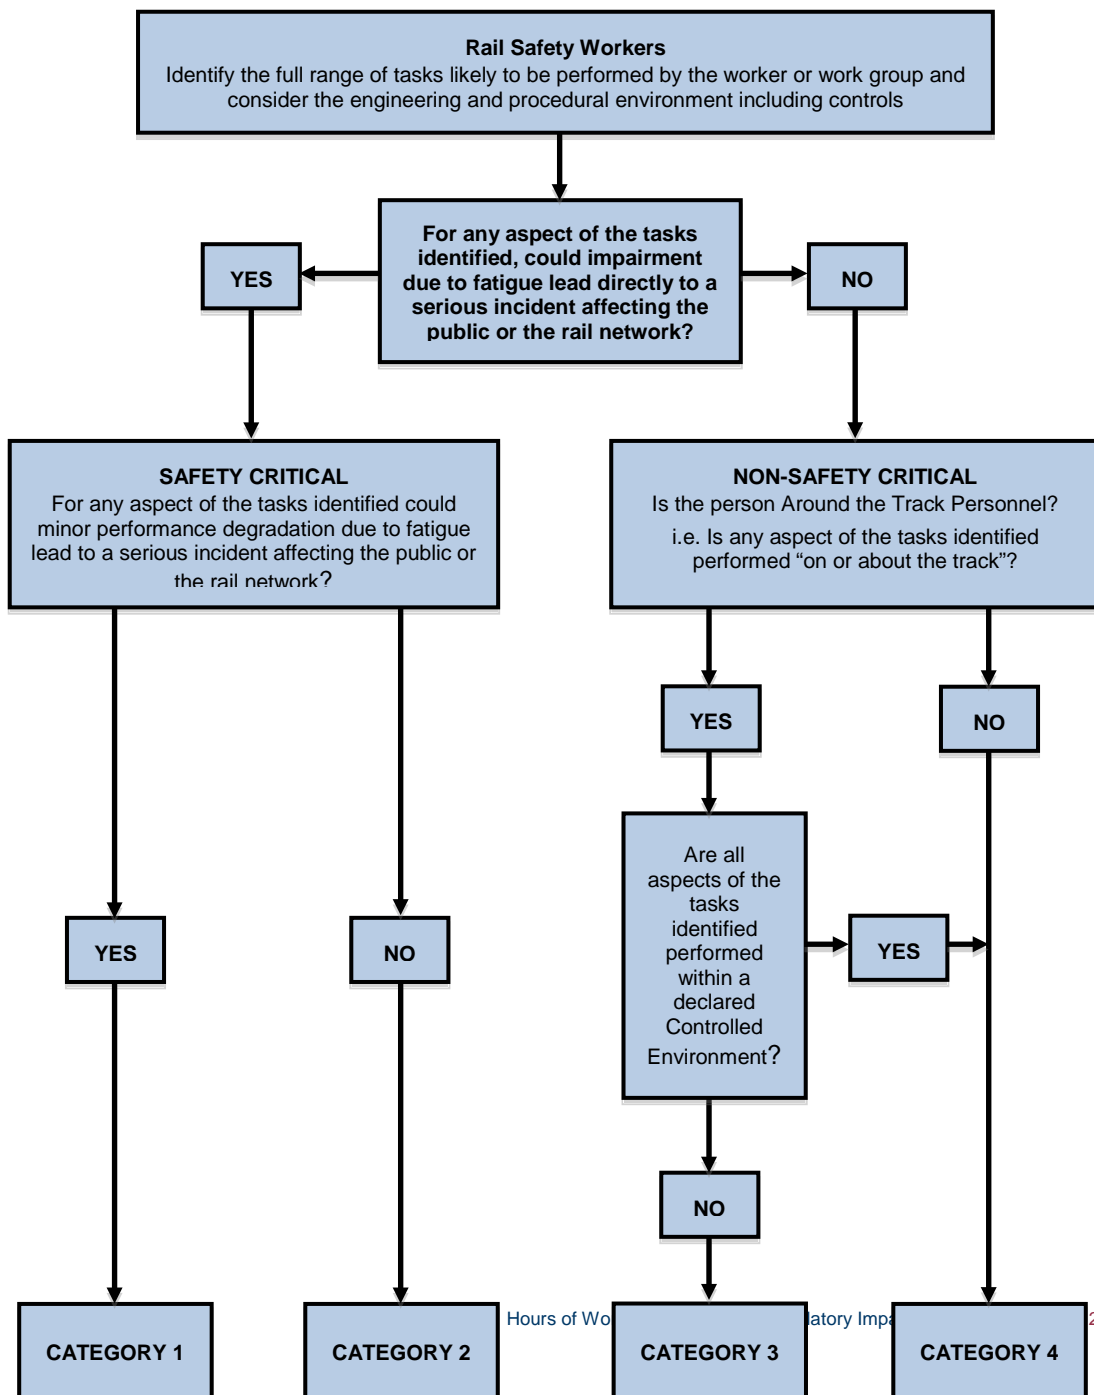 Rail Safety Workers
Identify the full range of tasks likely to be performed by the worker or work group and
consider the engineering and procedural environment including controls
For any aspect of the tasks
identified, could impairment
due to fatigue lead directly to a
serious incident affecting the
public or the rail network?
YES
NO
SAFETY CRITICAL
For any aspect of the tasks identified could
minor performance degradation due to fatigue
lead to a serious incident affecting the public or
the rail network?
NON-SAFETY CRITICAL
Is the person Around the Track Personnel?
i.e. Is any aspect of the tasks identified
performed “on or about the track”?
YES
NO
Are all
aspects of the
tasks
identified
performed
within a
declared
Controlled
Environment?
YES
NO
YES
NO
Hours of Wo
latory Impa
2
CATEGORY 1
CATEGORY 2
CATEGORY 3
CATEGORY 4